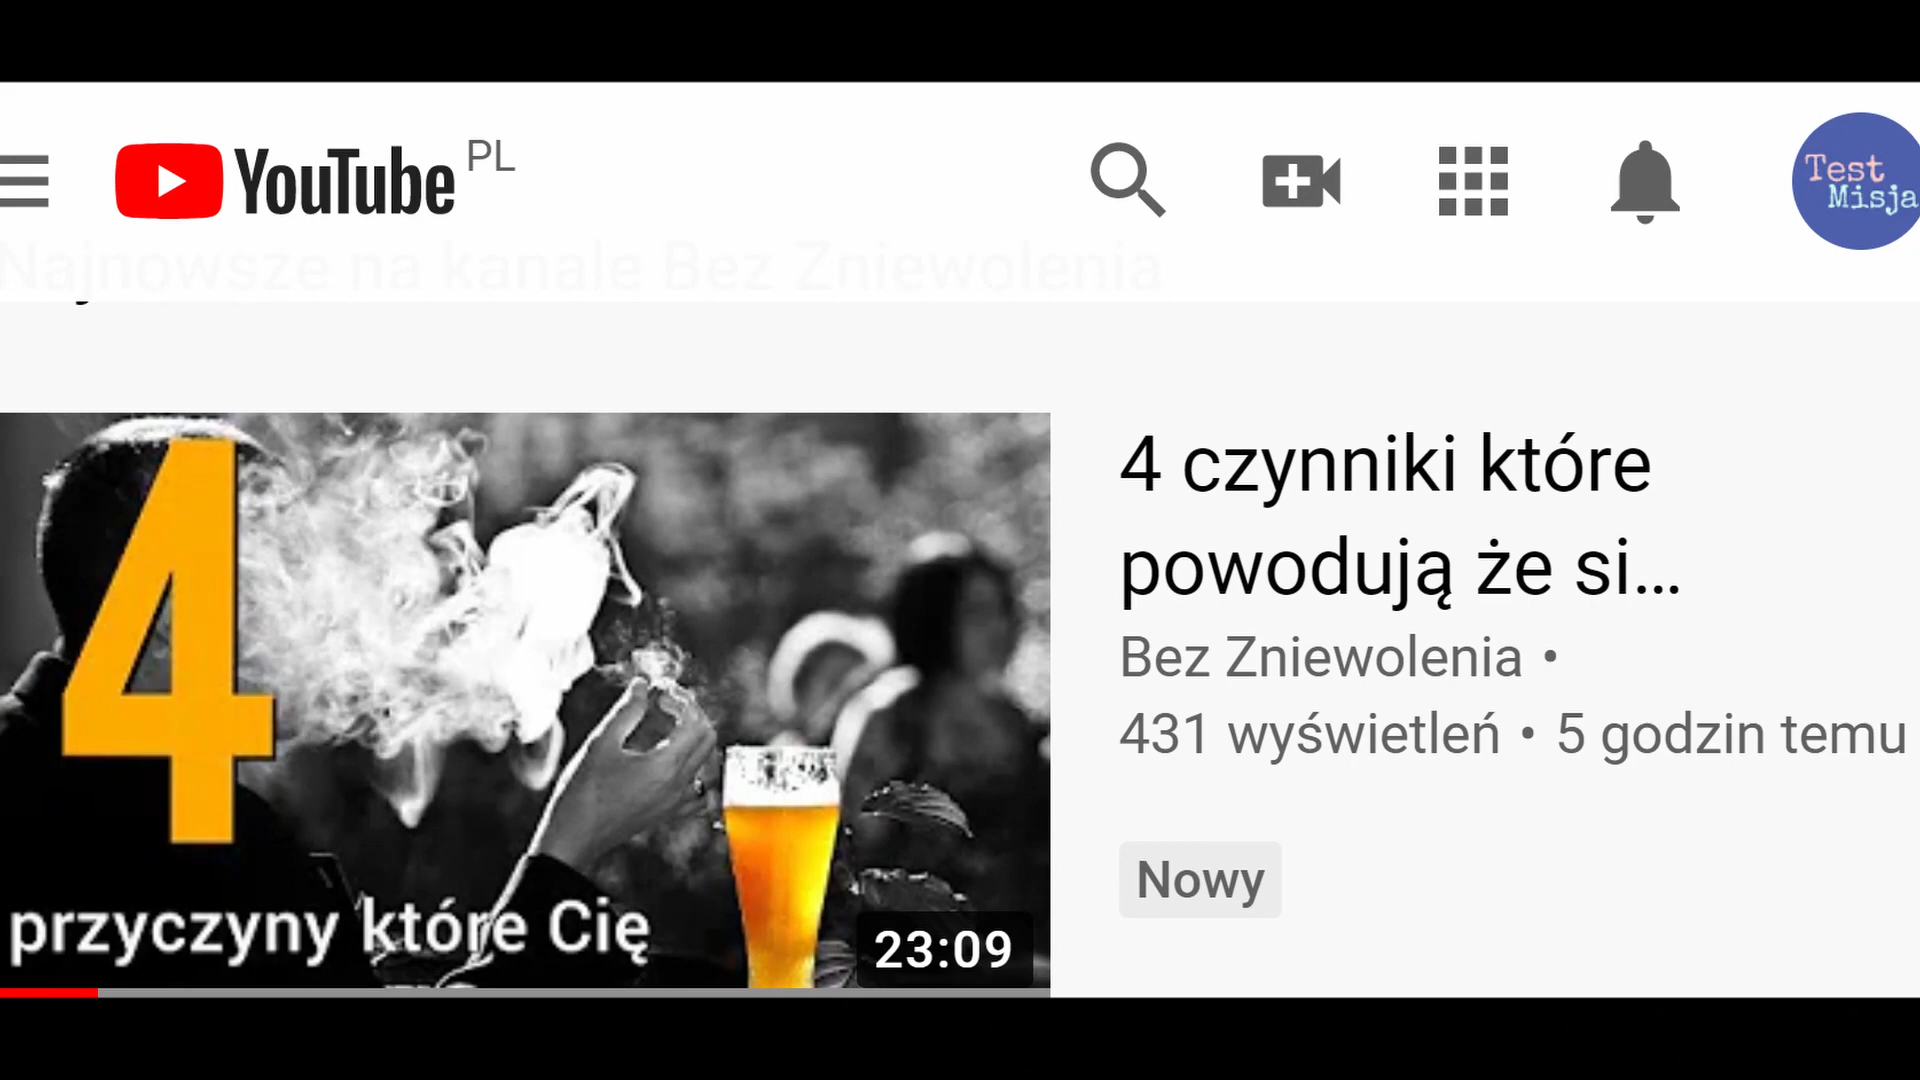 YouTube PL
Test
Misja
Najnowsze na kanale Bez Zniewolenia
4
przyczyny które Cię
23:09
4 czynniki które
powodują że si...
Bez Zniewolenia •
431 wyświetleń • 5 godzin temu
Nowy